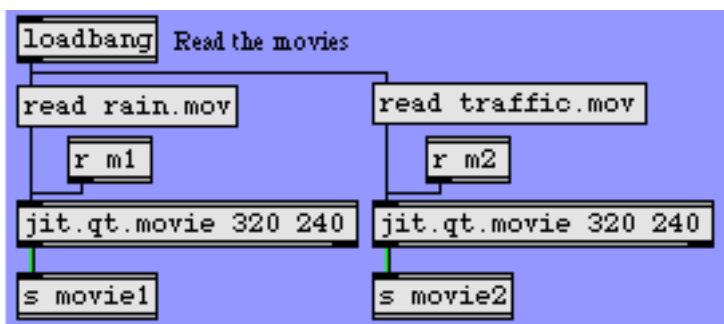 loadbang Read the movies
read rain.mov read traffic.mov
r m1 r m2
jit.qt.movie 320 240 jit.qt.movie 320 240
s movie1 s movie2